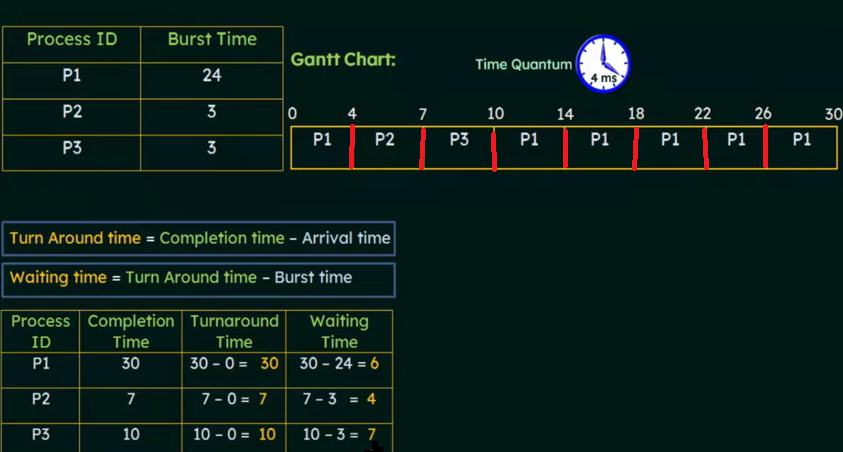 Process ID Burst Time
P1 24
P2 3
P3 3
Gantt Chart:
Time Quantum 4 ms
0 4 7 10 14 18 22 26 30
P1 P2 P3 P1 P1 P1 P1 P1
Turn Around time = Completion time – Arrival time
Waiting time = Turn Around time – Burst time
Process ID Completion Time Turnaround Time Waiting Time
P1 30 30 – 0 = 30 30 – 24 = 6
P2 7 7 – 0 = 7 7 – 3 = 4
P3 10 10 – 0 = 10 10 – 3 = 7